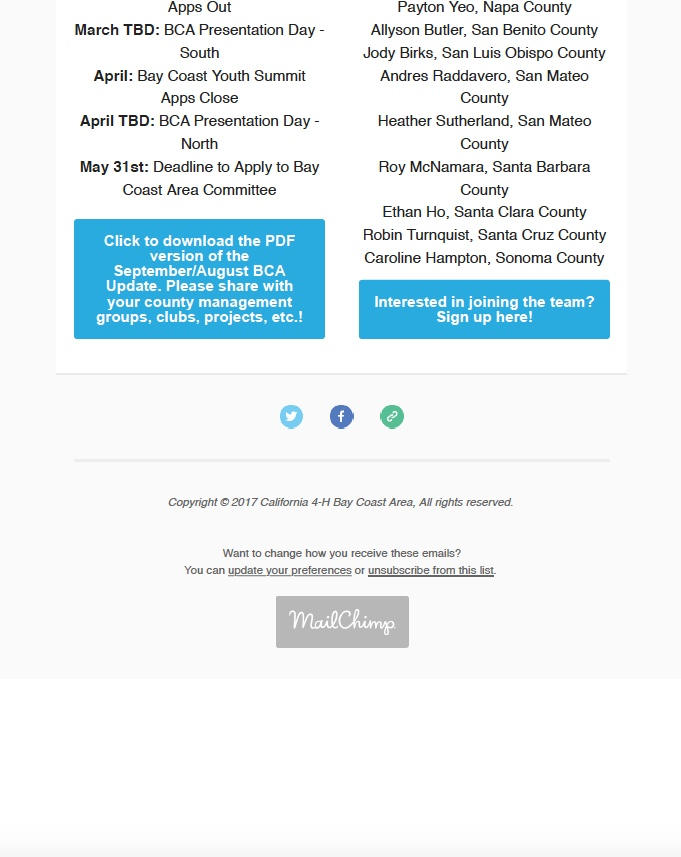 Apps Out
March TBD: BCA Presentation Day -
South
April: Bay Coast Youth Summit
Apps Close
April TBD: BCA Presentation Day -
North
May 31st: Deadline to Apply to Bay
Coast Area Committee
Click to download the PDF
version of the
September/August BCA
Update. Please share with
your county management
groups, clubs, projects, etc.!
Payton Yeo, Napa County
Allyson Butler, San Benito County
Jody Birks, San Luis Obispo County
Andres Raddavero, San Mateo
County
Heather Sutherland, San Mateo
County
Roy McNamara, Santa Barbara
County
Ethan Ho, Santa Clara County
Robin Turnquist, Santa Cruz County
Caroline Hampton, Sonoma County
Interested in joining the team?
Sign up here!
Copyright © 2017 California 4-H Bay Coast Area, All rights reserved.
Want to change how you receive these emails?
You can update your preferences or unsubscribe from this list.
MailChimp